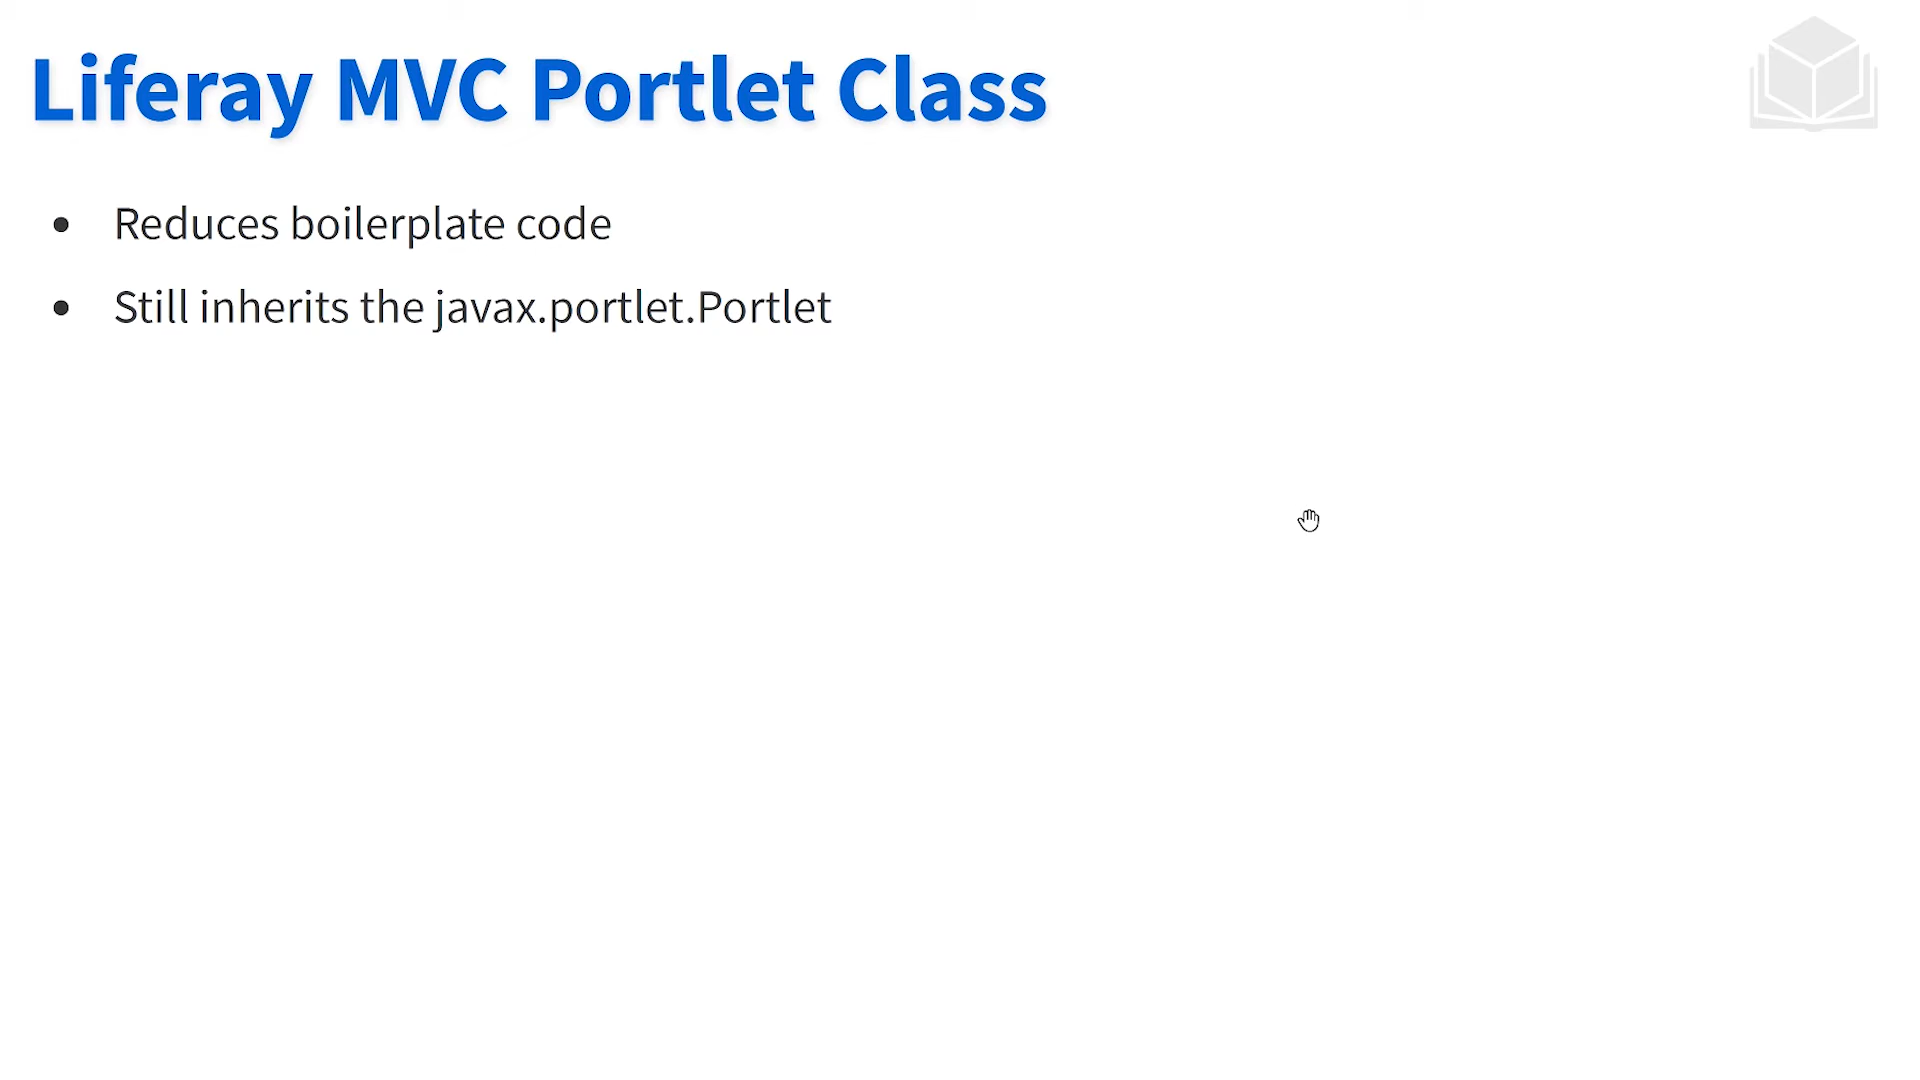 Liferay MVC Portlet Class
• Reduces boilerplate code
• Still inherits the javax.portlet.Portlet